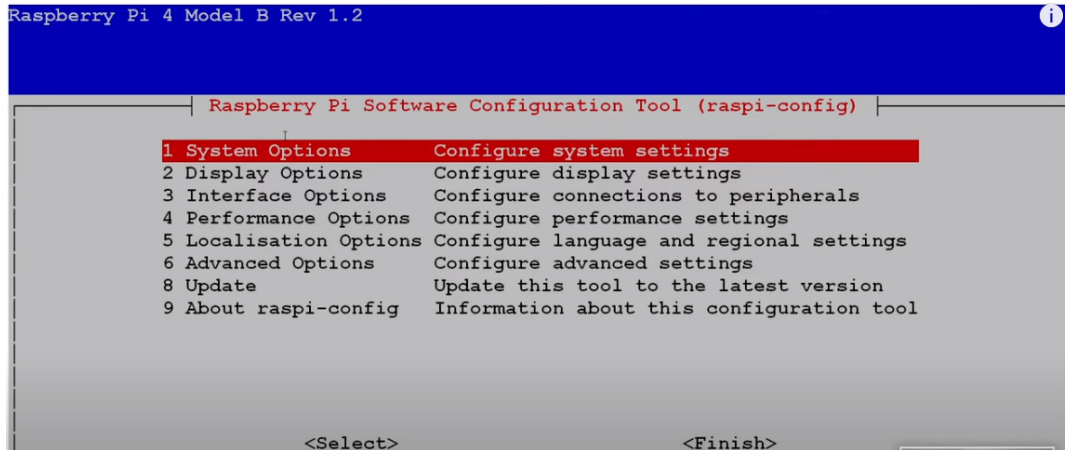 Raspberry Pi 4 Model B Rev 1.2
Raspberry Pi Software Configuration Tool (raspi-config)
1 System Options Configure system settings
2 Display Options Configure display settings
3 Interface Options Configure connections to peripherals
4 Performance Options Configure performance settings
5 Localisation Options Configure language and regional settings
6 Advanced Options Configure advanced settings
8 Update Update this tool to the latest version
9 About raspi-config Information about this configuration tool
<Select> <Finish>